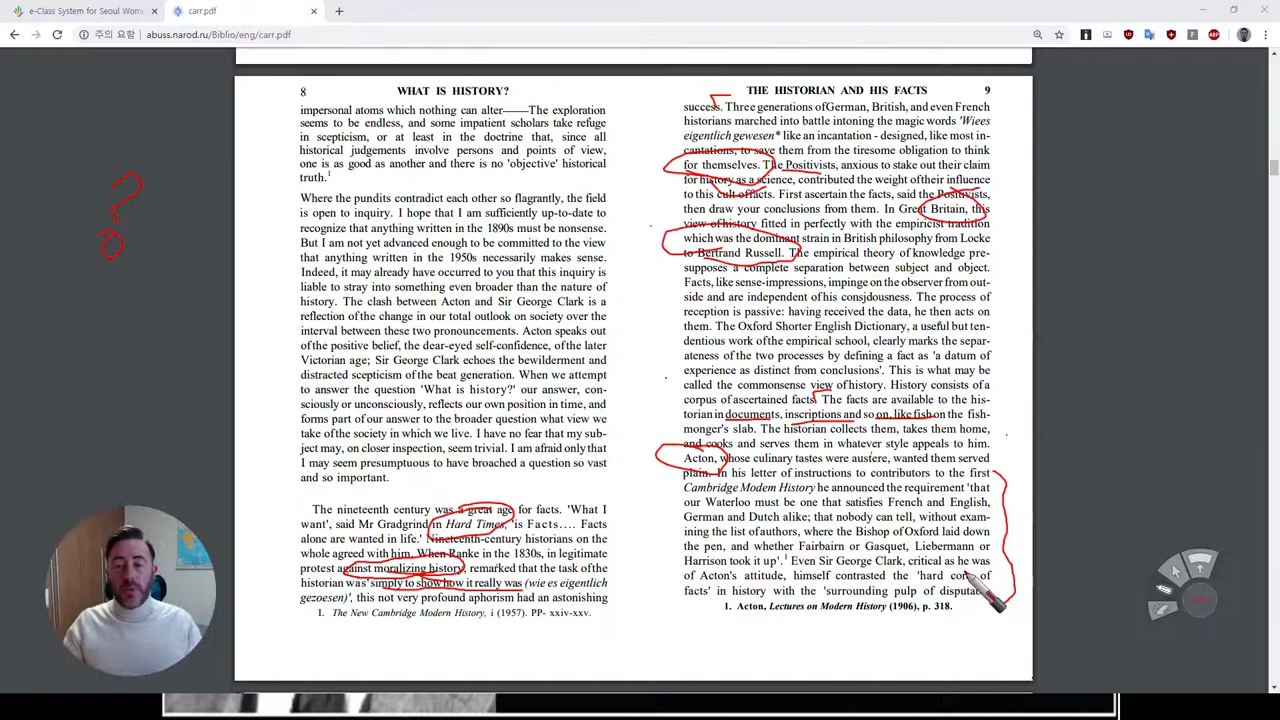 e-Class System for Seoul Wom
carr.pdf
주의 요함
abuss.narod.ru/Biblio/eng/carr.pdf
8
WHAT IS HISTORY?
impersonal atoms which nothing can alter——The exploration
seems to be endless, and some impatient scholars take refuge
in scepticism, or at least in the doctrine that, since all
historical judgements involve persons and points of view,
one is as good as another and there is no 'objective' historical
truth.1
Where the pundits contradict each other so flagrantly, the field
is open to inquiry. I hope that I am sufficiently up-to-date to
recognize that anything written in the 1890s must be nonsense.
But I am not yet advanced enough to be committed to the view
that anything written in the 1950s necessarily makes sense.
Indeed, it may already have occurred to you that this inquiry is
liable to stray into something even broader than the nature of
history. The clash between Acton and Sir George Clark is a
reflection of the change in our total outlook on society over the
interval between these two pronouncements. Acton speaks out
of the positive belief, the dear-eyed self-confidence, of the later
Victorian age; Sir George Clark echoes the bewilderment and
distracted scepticism of the beat generation. When we attempt
to answer the question 'What is history?' our answer, con-
sciously or unconsciously, reflects our own position in time, and
forms part of our answer to the broader question what view we
take of the society in which we live. I have no fear that my sub-
ject may, on closer inspection, seem trivial. I am afraid only that
I may seem presumptuous to have broached a question so vast
and so important.
The nineteenth century was a great age for facts. 'What I
want', said Mr Gradgrind in Hard Times, 'is Facts.... Facts
alone are wanted in life.' Nineteenth-century historians on the
whole agreed with him. When Ranke in the 1830s, in legitimate
protest against moralizing history, remarked that the task of the
historian was 'simply to show how it really was (wie es eigentlich
gezoesen)', this not very profound aphorism had an astonishing
I. The New Cambridge Modern History, i (1957). PP- xxiv-xxv.
THE HISTORIAN AND HIS FACTS
9
success. Three generations of German, British, and even French
historians marched into battle intoning the magic words 'Wiees
eigentlich gewesen* like an incantation - designed, like most in-
cantations, to save them from the tiresome obligation to think
for themselves. The Positivists, anxious to stake out their claim
for history as a science, contributed the weight of their influence
to this cult of facts. First ascertain the facts, said the Positivists,
then draw your conclusions from them. In Great Britain, this
view of history fitted in perfectly with the empiricist tradition
which was the dominant strain in British philosophy from Locke
to Bertrand Russell. The empirical theory of knowledge pre-
supposes a complete separation between subject and object.
Facts, like sense-impressions, impinge on the observer from out-
side and are independent of his consjdousness. The process of
reception is passive: having received the data, he then acts on
them. The Oxford Shorter English Dictionary, a useful but ten-
dentious work of the empirical school, clearly marks the separ-
ateness of the two processes by defining a fact as 'a datum of
experience as distinct from conclusions'. This is what may be
called the commonsense view of history. History consists of a
corpus of ascertained facts. The facts are available to the his-
torian in documents, inscriptions and so on, like fish on the fish-
monger's slab. The historian collects them, takes them home,
and cooks and serves them in whatever style appeals to him.
Acton, whose culinary tastes were austere, wanted them served
plain. In his letter of instructions to contributors to the first
Cambridge Modem History he announced the requirement 'that
our Waterloo must be one that satisfies French and English,
German and Dutch alike; that nobody can tell, without exam-
ining the list of authors, where the Bishop of Oxford laid down
the pen, and whether Fairbairn or Gasquet, Liebermann or
Harrison took it up'.1 Even Sir George Clark, critical as he was
of Acton's attitude, himself contrasted the 'hard core of
facts' in history with the 'surrounding pulp of disputable
1. Acton, Lectures on Modern History (1906), p. 318.